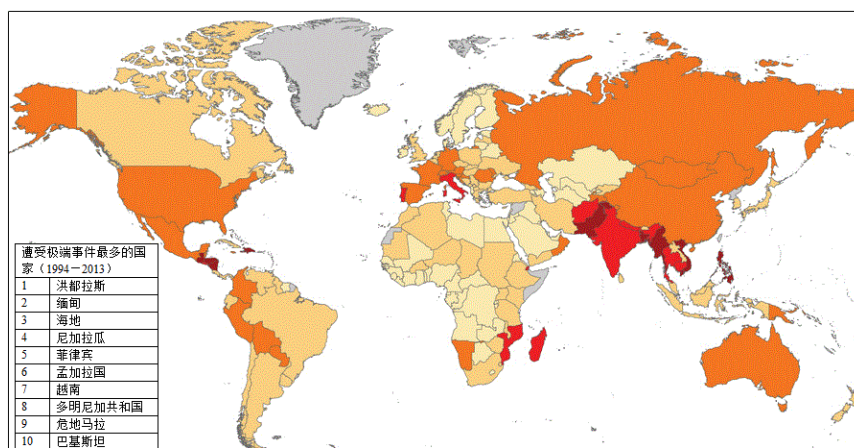 遭受极端事件最多的国
家（1994－2013）
1 洪都拉斯
2 缅甸
3 海地
4 尼加拉瓜
5 菲律宾
6 孟加拉国
7 越南
8 多明尼加共和国
9 危地马拉
10 巴基斯坦